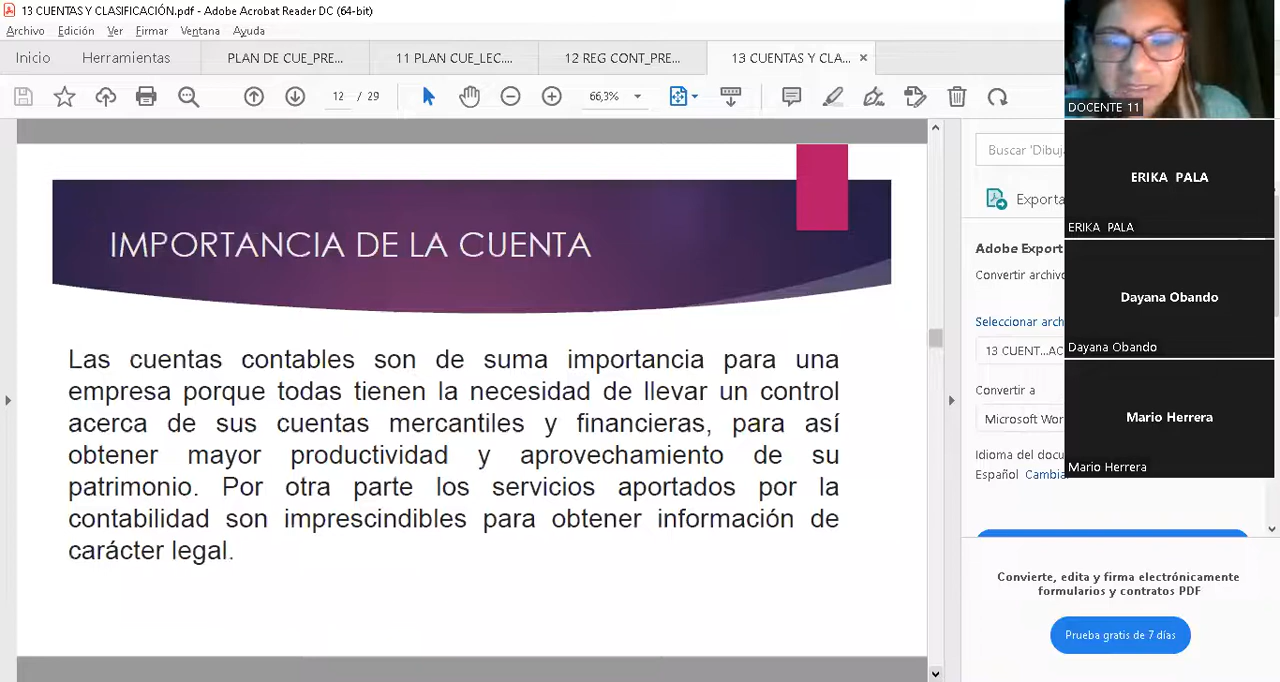 13 CUENTAS Y CLASIFICACIÓN.pdf - Adobe Acrobat Reader DC (64-bit)
Archivo Edición Ver Firmar Ventana Ayuda
Inicio Herramientas PLAN DE CUE_PRE... 11 PLAN CUE_LEC.... 12 REG CONT_PRE... 13 CUENTAS Y CLA... ×
12 / 29 66,3%
IMPORTANCIA DE LA CUENTA
Las cuentas contables son de suma importancia para una
empresa porque todas tienen la necesidad de llevar un control
acerca de sus cuentas mercantiles y financieras, para así
obtener mayor productividad y aprovechamiento de su
patrimonio. Por otra parte los servicios aportados por la
contabilidad son imprescindibles para obtener información de
carácter legal.
Buscar 'Dibuj
Exporta
Adobe Export
Convertir archiv
Seleccionar arch
13 CUENT...AC
Convertir a
Microsoft Wor
Idioma del docu
Español Cambia
Convierte, edita y firma electrónicamente
formularios y contratos PDF
Prueba gratis de 7 días
DOCENTE 11
ERIKA PALA
ERIKA PALA
Dayana Obando
Dayana Obando
Mario Herrera
Mario Herrera